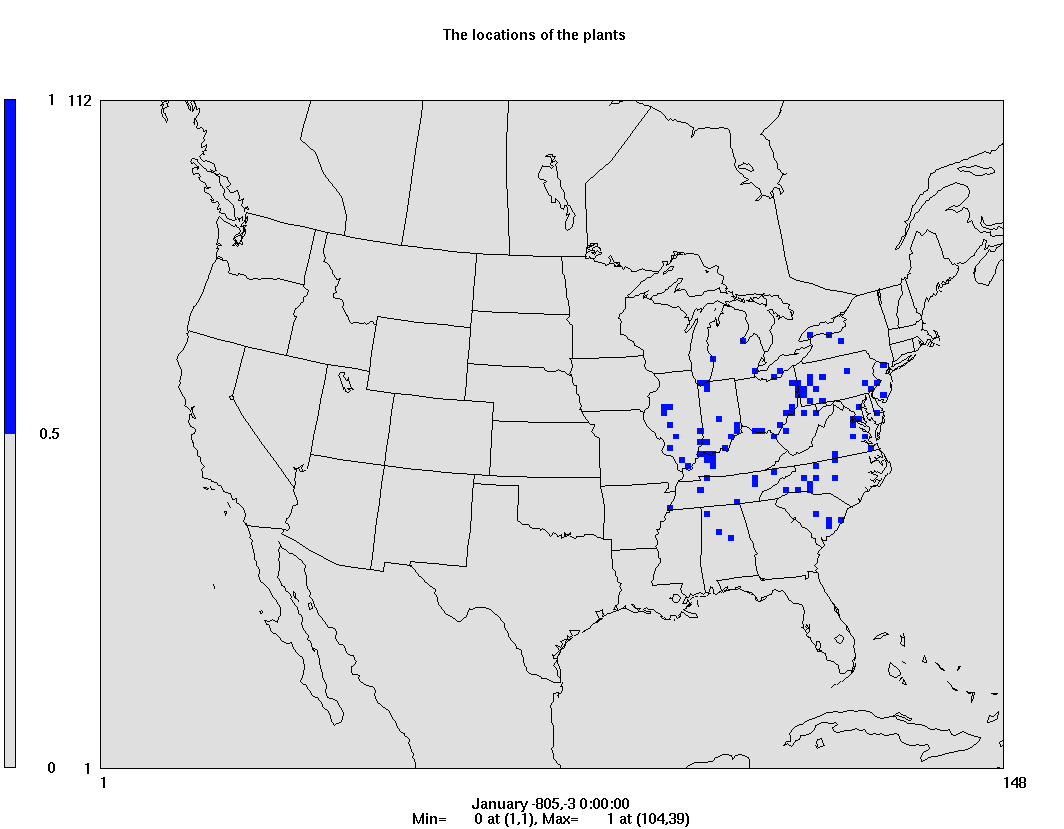 The locations of the plants
1 112
0.5
0 1
1 148
January -805,-3 0:00:00
Min= 0 at (1,1), Max= 1 at (104,39)